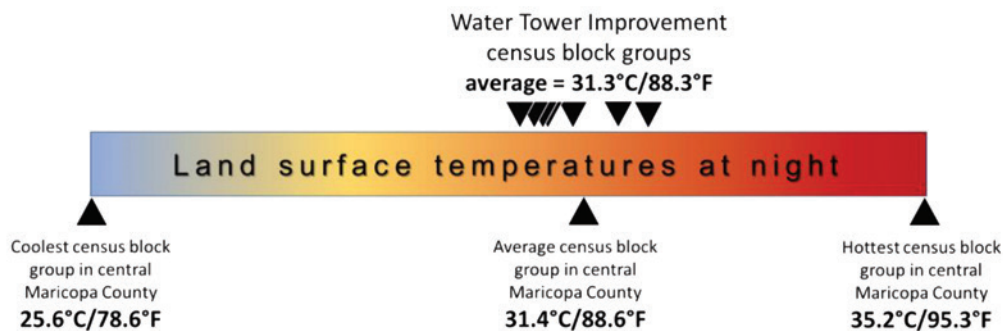 Water Tower Improvement
census block groups
average = 31.3°C/88.3°F
Land surface temperatures at night
Coolest census block
group in central
Maricopa County
25.6°C/78.6°F
Average census block
group in central
Maricopa County
31.4°C/88.6°F
Hottest census block
group in central
Maricopa County
35.2°C/95.3°F